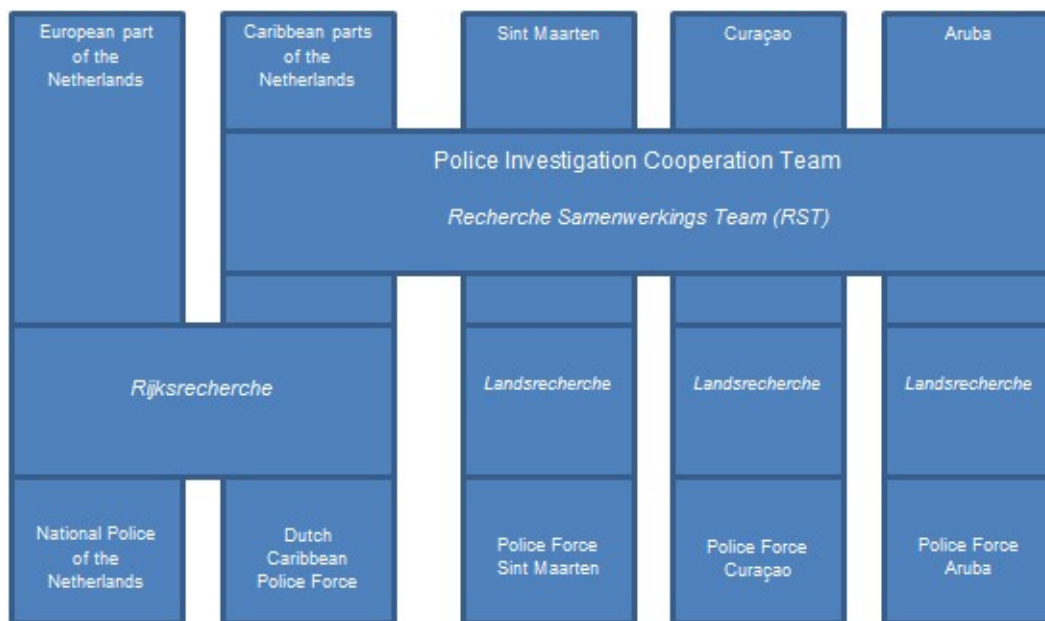 European part
of the
Netherlands
Caribbean parts
of the
Netherlands
Sint Maarten
Curaçao
Aruba
Police Investigation Cooperation Team
Recherche Samenwerkings Team (RST)
Rijksrecherche
Landsrecherche
Landsrecherche
Landsrecherche
National Police
of the
Netherlands
Dutch
Caribbean
Police Force
Police Force
Sint Maarten
Police Force
Curaçao
Police Force
Aruba